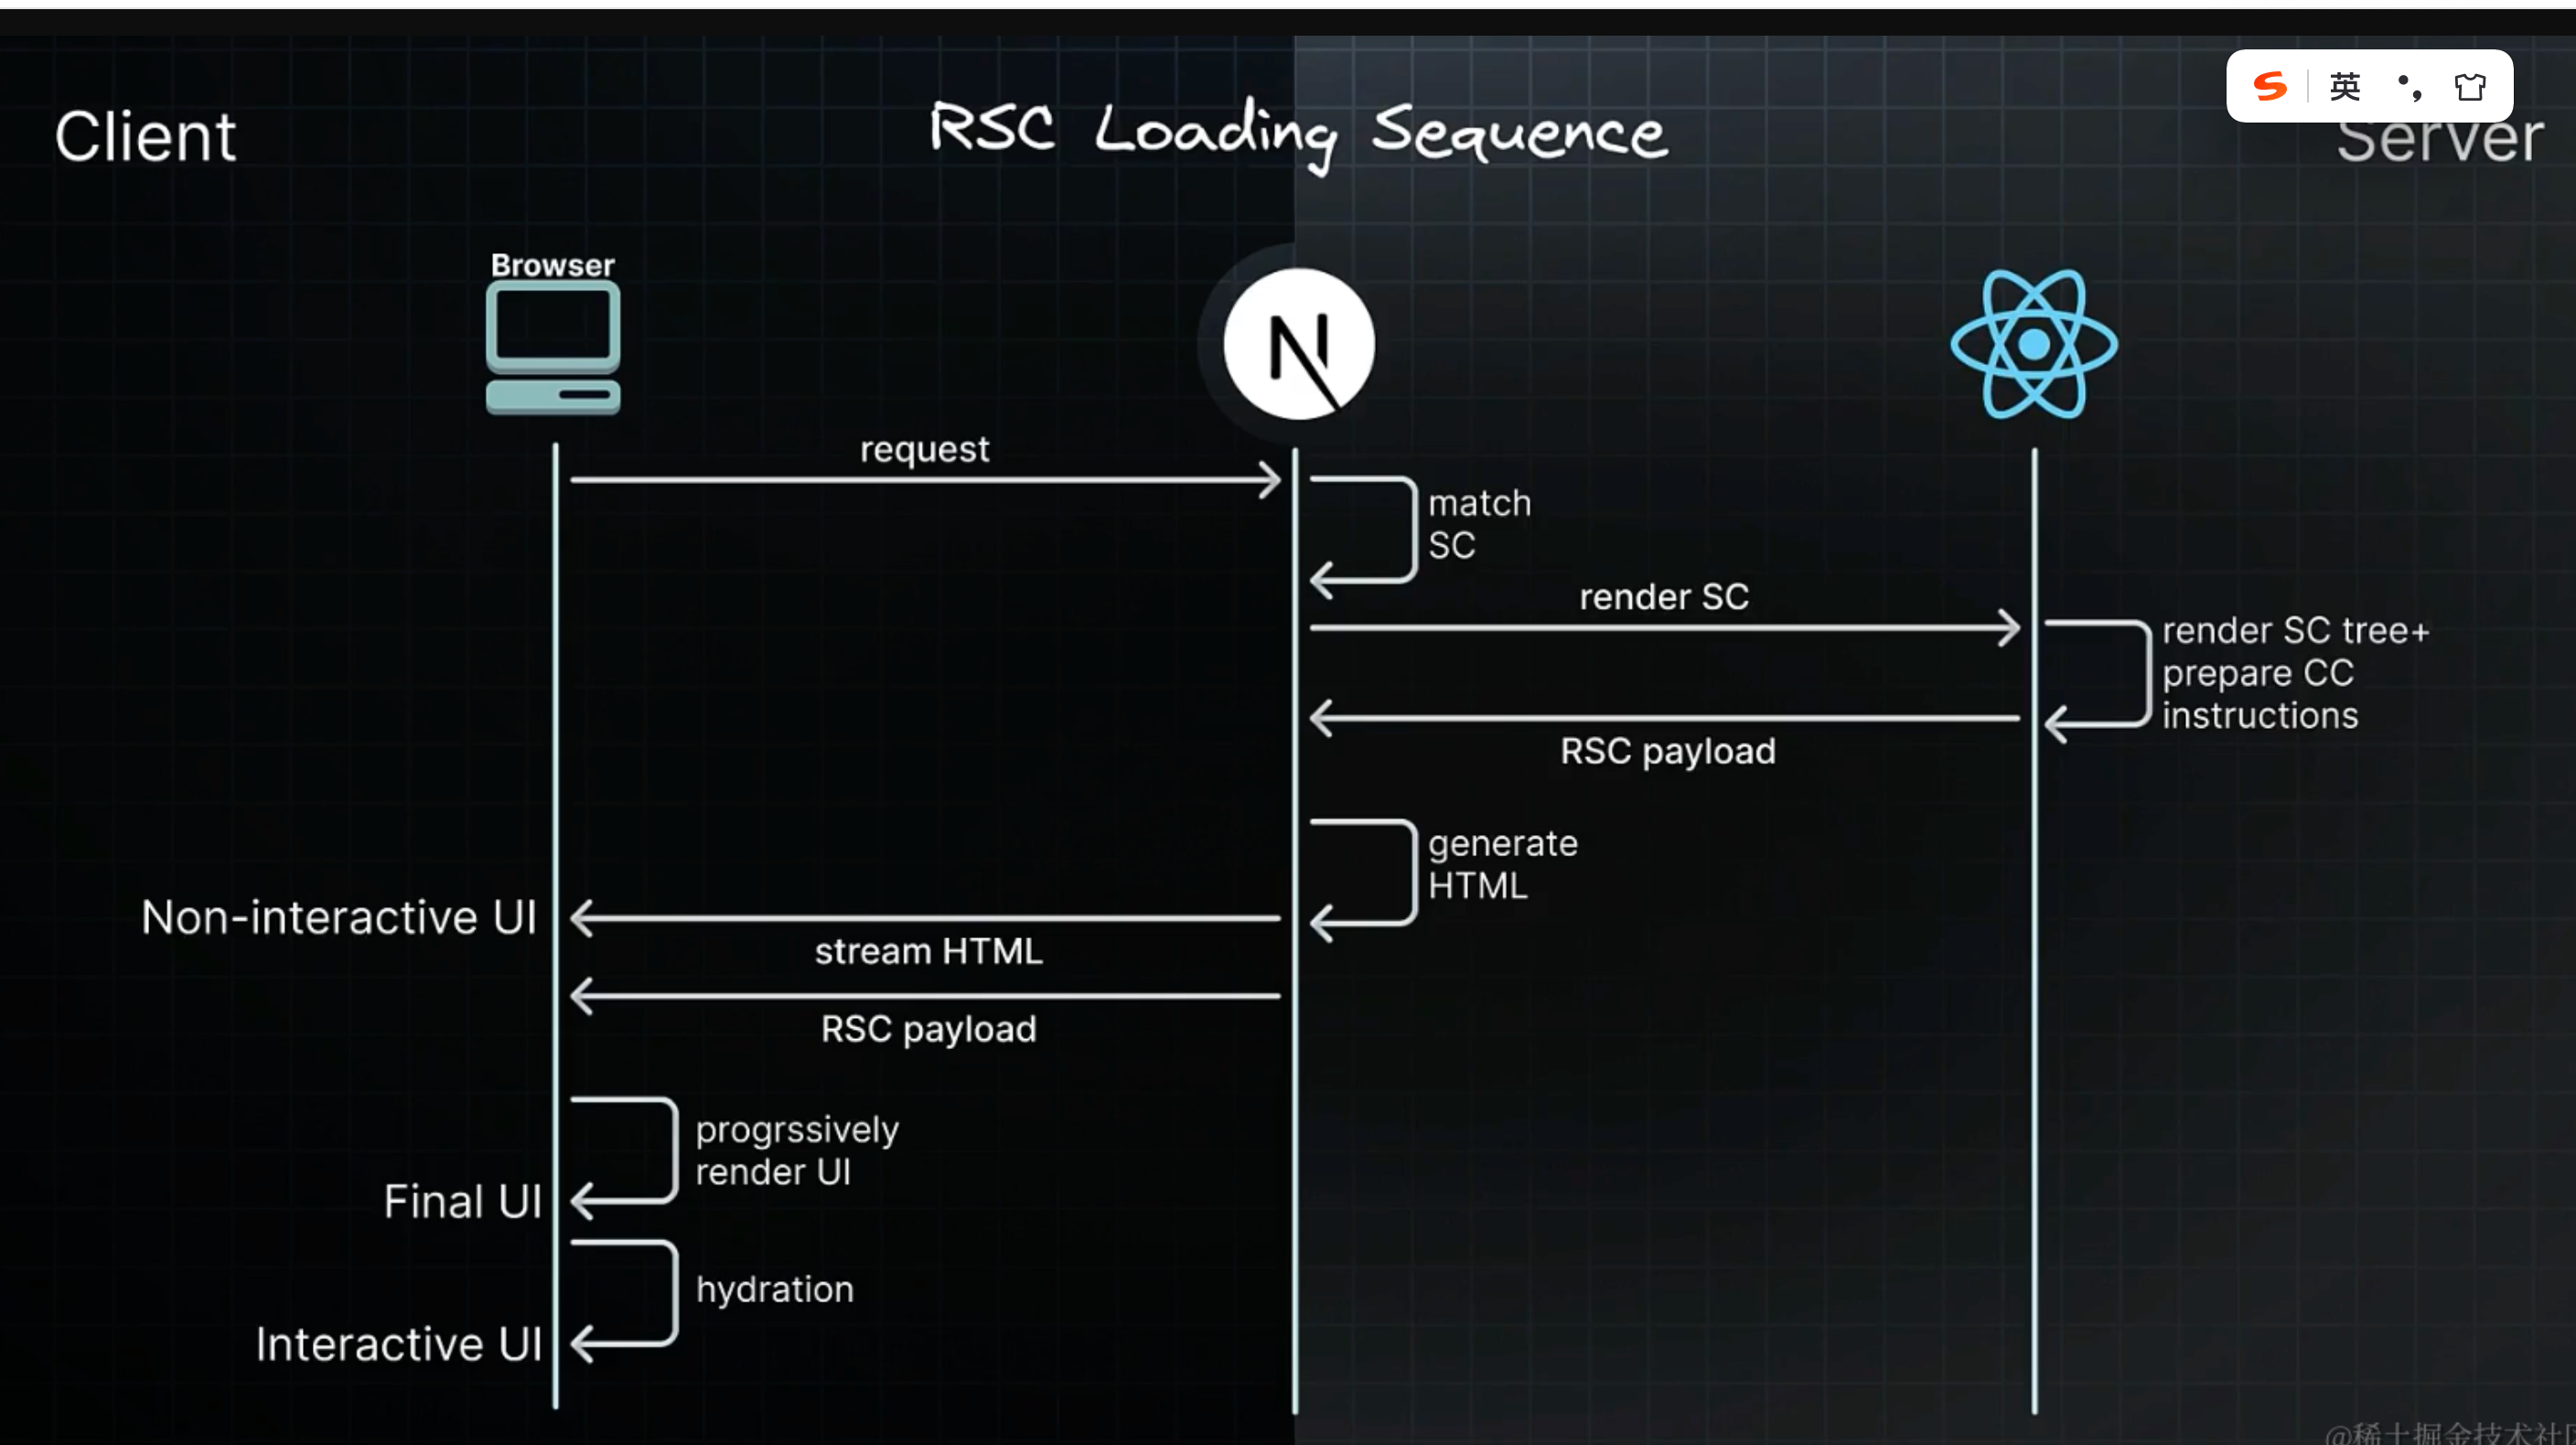 英
Client
RSC Loading Sequence
Server
Browser
request
match
SC
render SC
render SC tree+
prepare CC
instructions
RSC payload
generate
HTML
Non-interactive UI
stream HTML
RSC payload
progrssively
render UI
Final UI
hydration
Interactive UI
@稀土掘金技术社区